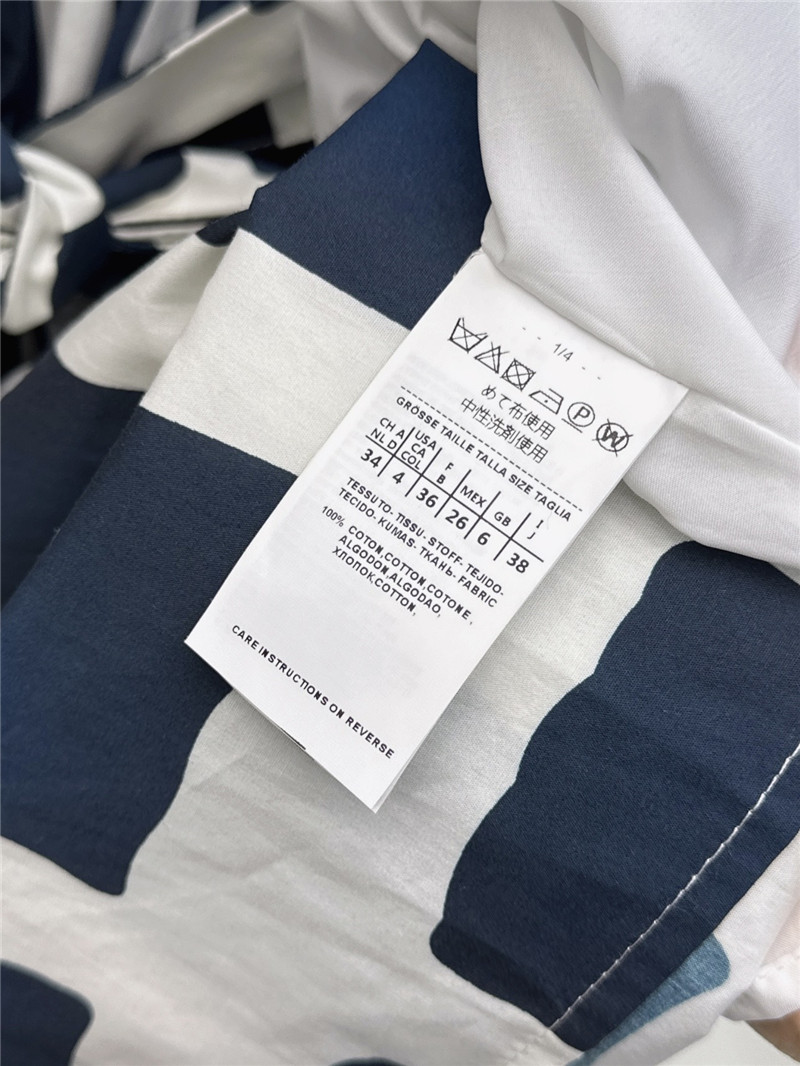 - - 1/4 - -
P W
めて布使用
中性洗剤使用
GRÖSSE TAILLE TALLA SIZE TAGLIA
CH A NL D USA CA COL F B MEX GB I J
34 4 36 26 6 38
TESSUTO- TISSU - STOFF- TEJIDO-
TECIDO- KUMAS- ТКАНЬ- FABRIC
100% COTON,COTTON,COTONE,
ALGODON,ALGODAO,
ХЛОПОК,COTTON,
CARE INSTRUCTIONS ON REVERSE